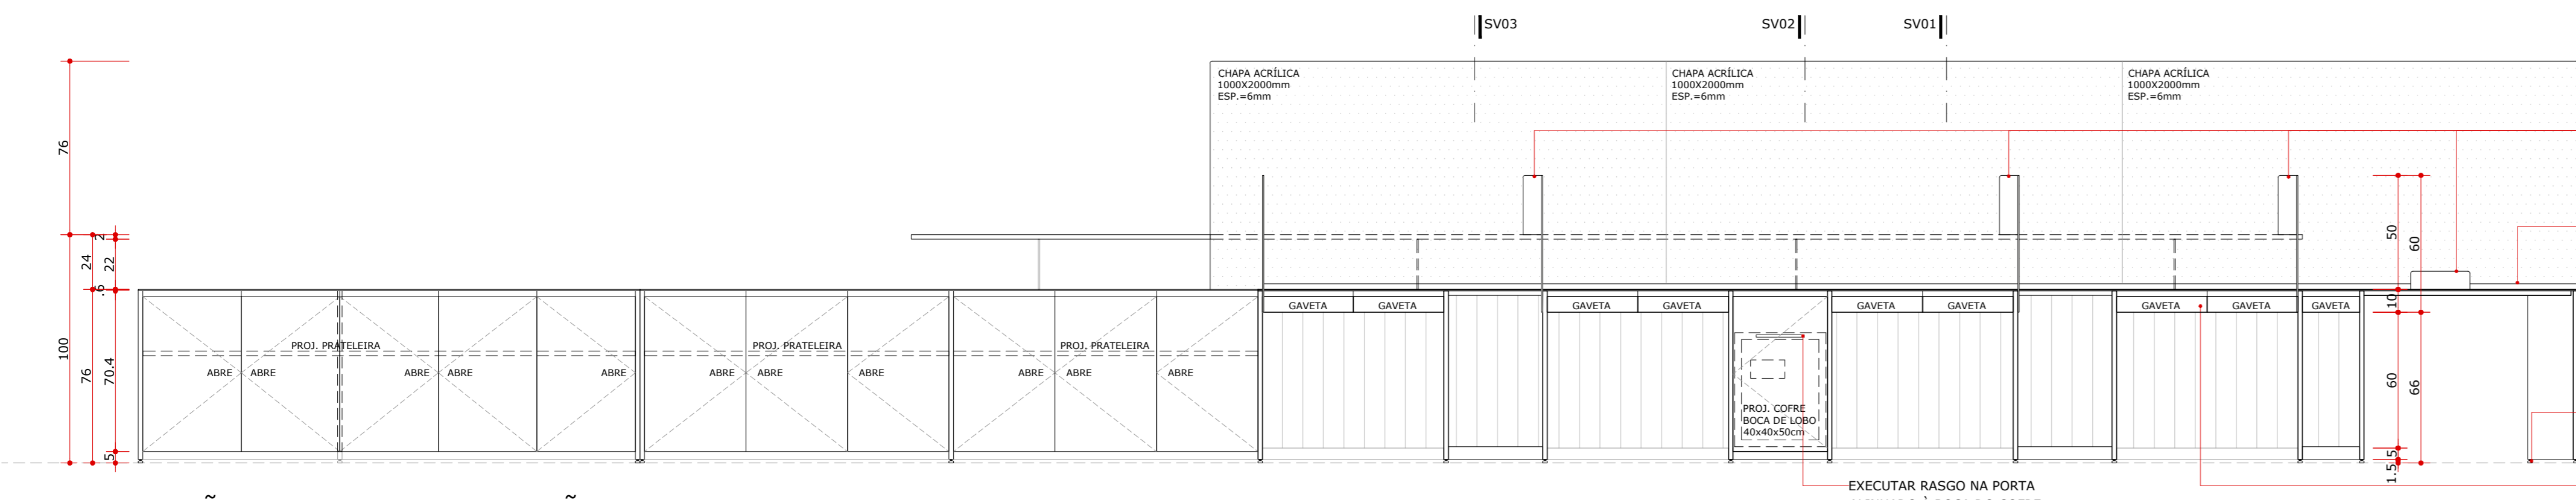 SV03
SV02
SV01
CHAPA ACRÍLICA
1000X2000mm
ESP.=6mm
CHAPA ACRÍLICA
1000X2000mm
ESP.=6mm
CHAPA ACRÍLICA
1000X2000mm
ESP.=6mm
76
2
24
22
.6
100
76
70.4
5
50
60
10
60
66
5
1.5
GAVETA GAVETA GAVETA GAVETA GAVETA GAVETA GAVETA GAVETA GAVETA
PROJ. PRATELEIRA PROJ. PRATELEIRA PROJ. PRATELEIRA
ABRE ABRE ABRE ABRE ABRE ABRE ABRE ABRE ABRE ABRE ABRE
PROJ. COFRE
BOCA DE LOBO
40x40x50cm
EXECUTAR RASGO NA PORTA